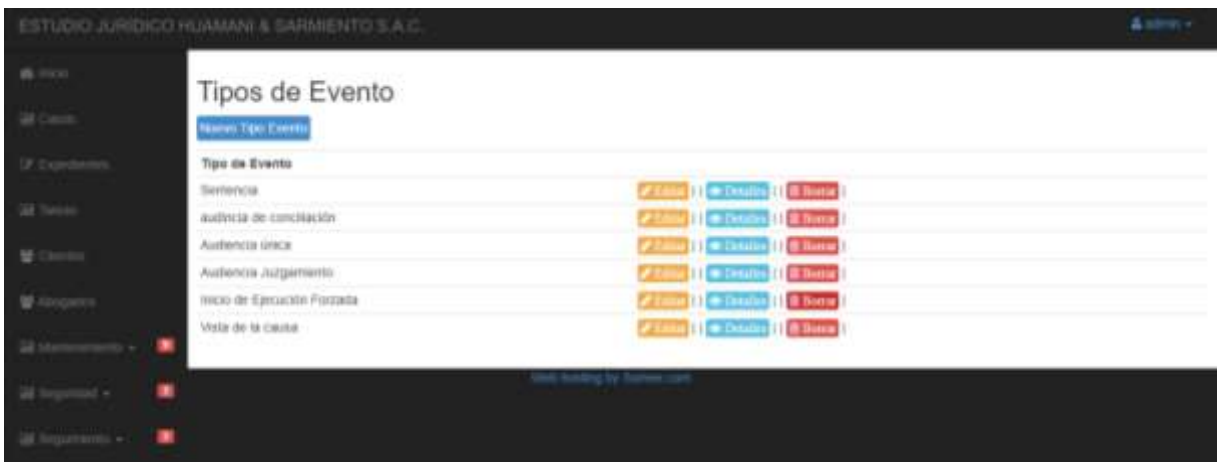 ESTUDIO JURÍDICO HUAMANI & SARMIENTO S.A.C.
admin
Inicio
Casos
Expedientes
Tareas
Clientes
Abogados
Mantenimiento
Seguridad
Seguimiento
Tipos de Evento
Nuevo Tipo Evento
Tipo de Evento
Sentencia Editar | | Detalles | | Borrar |
audincia de conciliación Editar | | Detalles | | Borrar |
Audiencia única Editar | | Detalles | | Borrar |
Audiencia Juzgamiento Editar | | Detalles | | Borrar |
Inicio de Ejecución Forzada Editar | | Detalles | | Borrar |
Vista de la causa Editar | | Detalles | | Borrar |
Web hosting by Somee.com